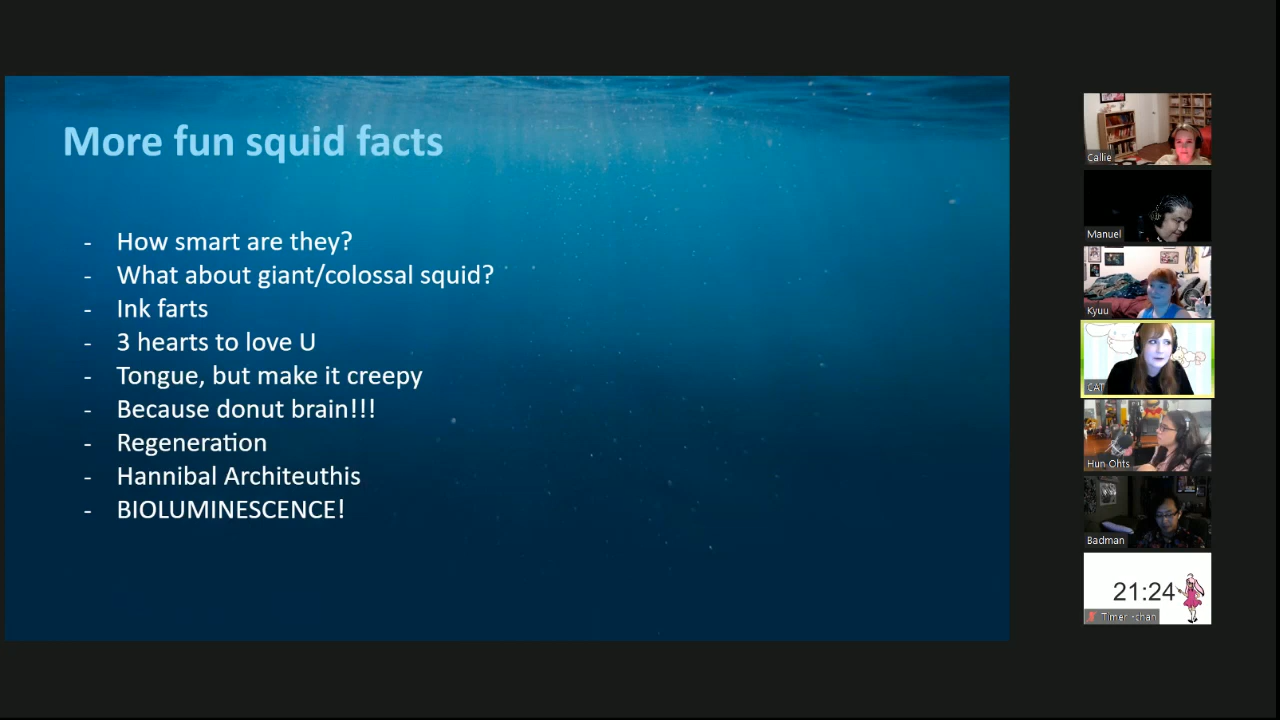 More fun squid facts
- How smart are they?
- What about giant/colossal squid?
- Ink farts
- 3 hearts to love U
- Tongue, but make it creepy
- Because donut brain!!!
- Regeneration
- Hannibal Architeuthis
- BIOLUMINESCENCE!
Callie
Manuel
Kyuu
CAT
Hun Ohts
Badman
21:24
Timer -chan